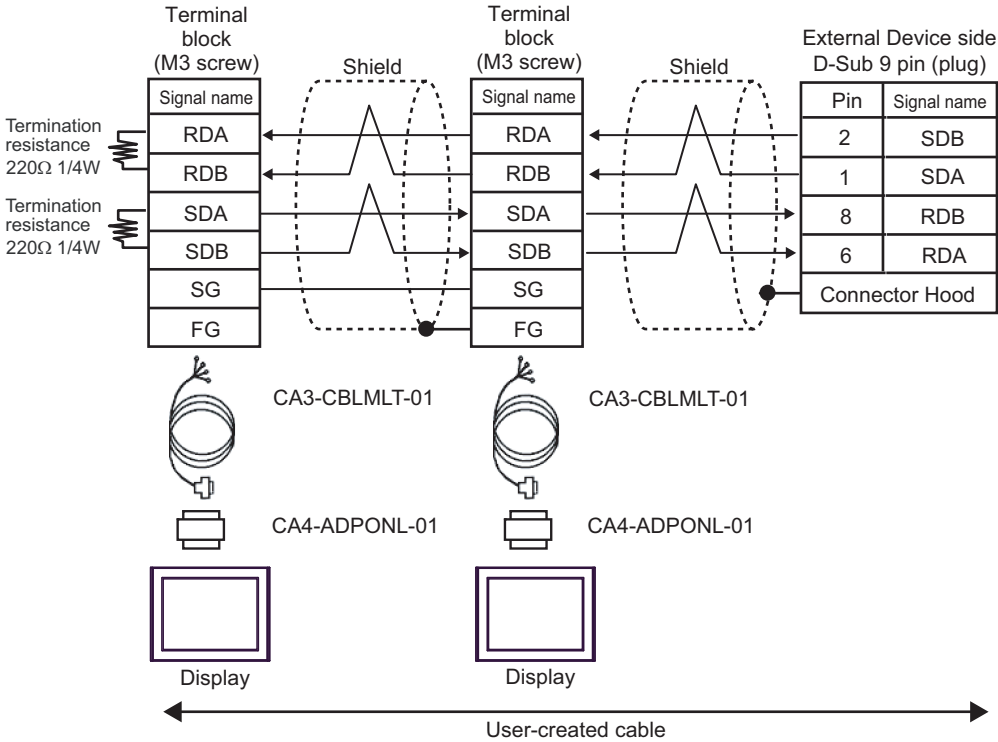 Terminal
block
(M3 screw)
Terminal
block
(M3 screw)
External Device side
D-Sub 9 pin (plug)
Shield
Shield
Signal name
RDA
RDB
SDA
SDB
SG
FG
Signal name
RDA
RDB
SDA
SDB
SG
FG
Pin Signal name
2 SDB
1 SDA
8 RDB
6 RDA
Connector Hood
Termination
resistance
220Ω 1/4W
Termination
resistance
220Ω 1/4W
CA3-CBLMLT-01
CA3-CBLMLT-01
CA4-ADPONL-01
CA4-ADPONL-01
Display
Display
User-created cable